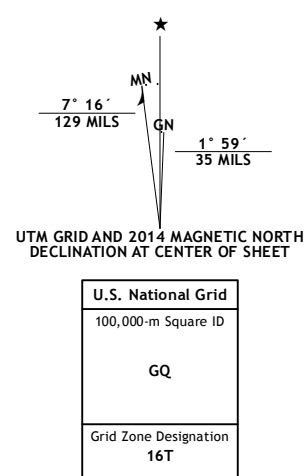 ★
MN
7° 16´
129 MILS
GN
1° 59´
35 MILS
UTM GRID AND 2014 MAGNETIC NORTH
DECLINATION AT CENTER OF SHEET
U.S. National Grid
100,000-m Square ID
GQ
Grid Zone Designation
16T